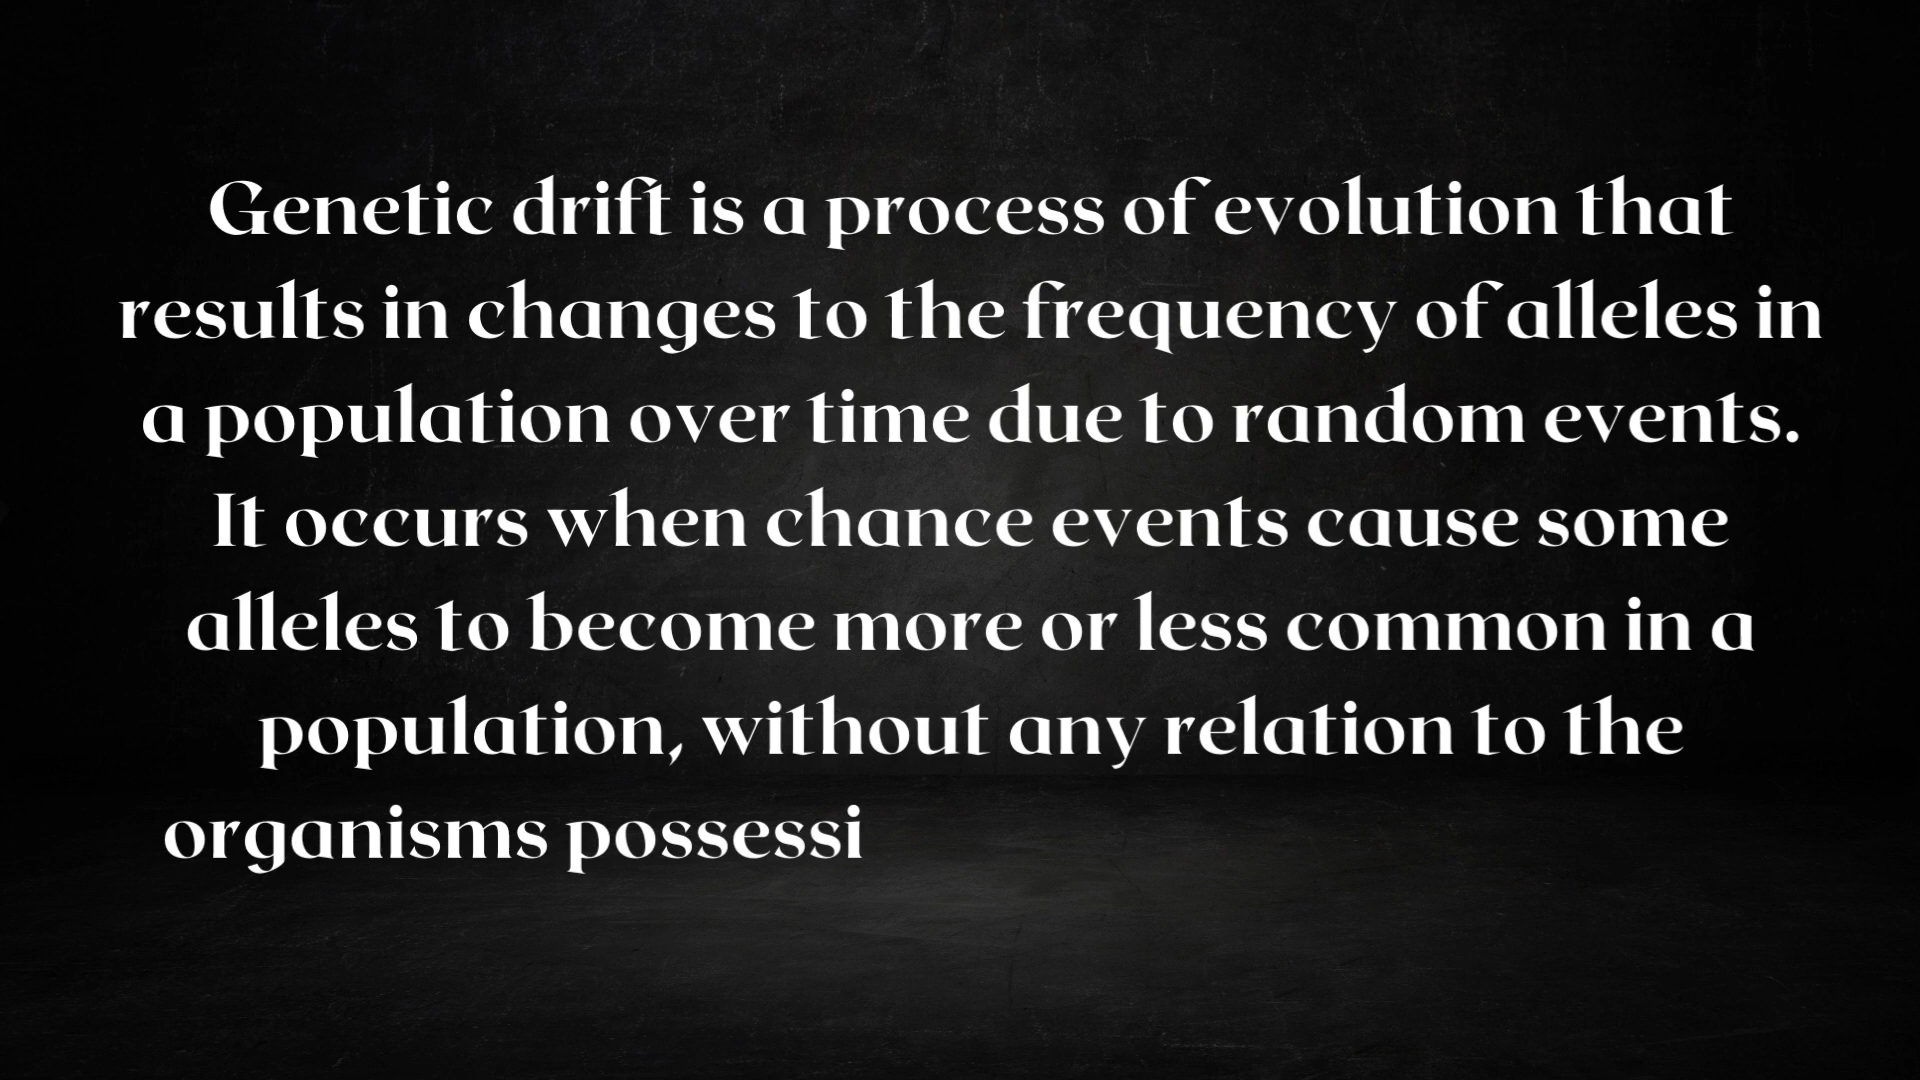 Genetic drift is a process of evolution that
results in changes to the frequency of alleles in
a population over time due to random events.
It occurs when chance events cause some
alleles to become more or less common in a
population, without any relation to the
organisms possessi